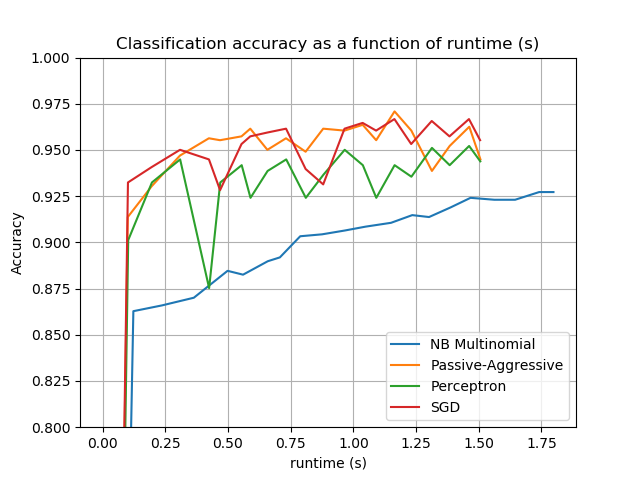 Classification accuracy as a function of runtime (s)
1.000
0.975
0.950
0.925
0.900
0.875
0.850
0.825
0.800
Accuracy
NB Multinomial
Passive-Aggressive
Perceptron
SGD
0.00 0.25 0.50 0.75 1.00 1.25 1.50 1.75
runtime (s)